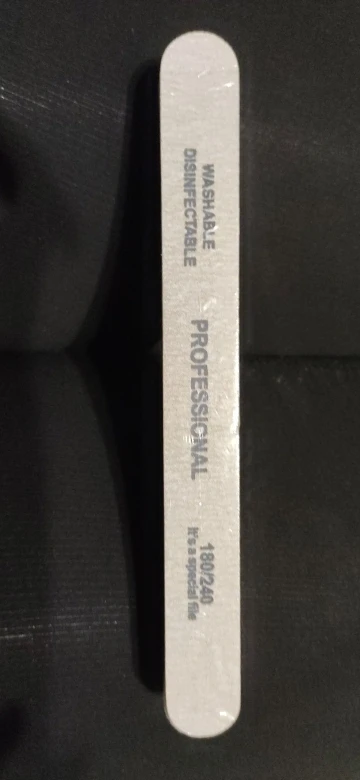 WASHABLE
DISINFECTABLE
PROFESSIONAL
180/240
It's a special file